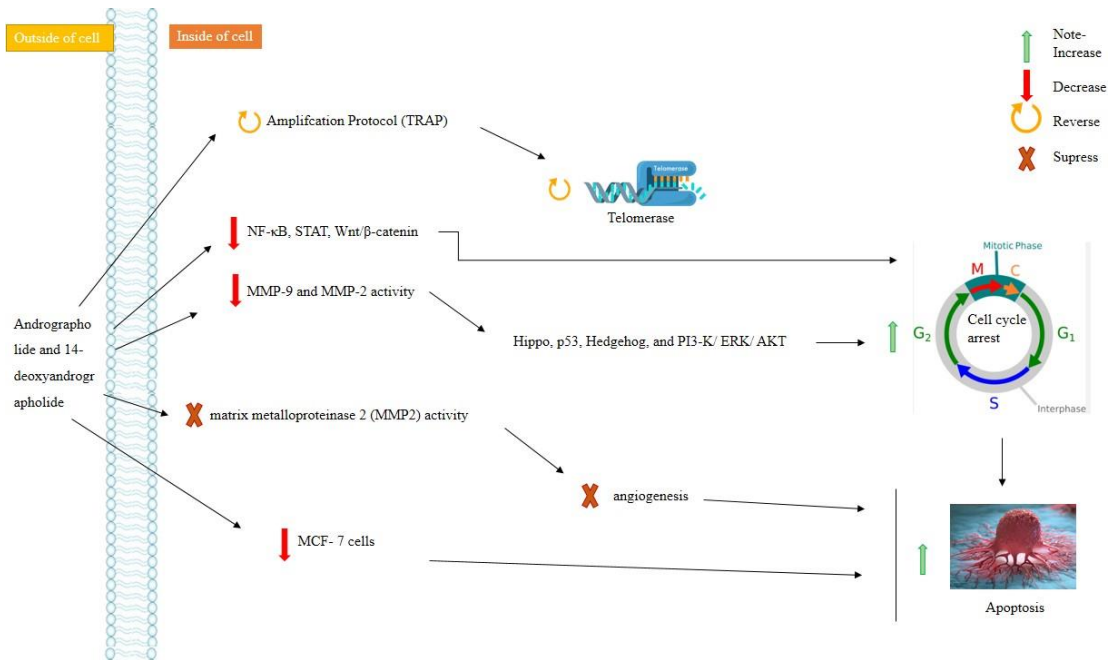 Outside of cell
Inside of cell
Note-
Increase
Decrease
Reverse
Supress
Amplifcation Protocol (TRAP)
Telomerase
Telomerase
NF-κB, STAT, Wnt/β-catenin
MMP-9 and MMP-2 activity
Andrographo
lide and 14-
deoxyandrogr
apholide
Hippo, p53, Hedgehog, and PI3-K/ ERK/ AKT
Mitotic Phase
M
C
G₂
Cell cycle
arrest
G₁
S
Interphase
matrix metalloproteinase 2 (MMP2) activity
angiogenesis
MCF- 7 cells
Apoptosis